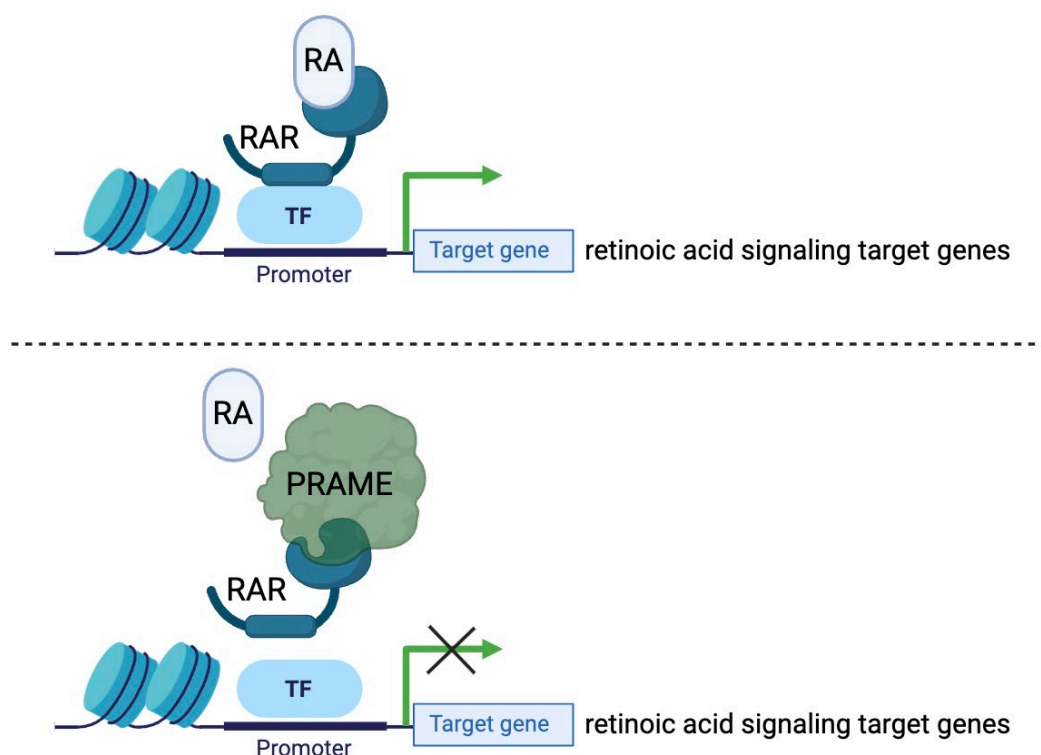 RA
RAR
TF
Target gene retinoic acid signaling target genes
Promoter
RA
PRAME
RAR
TF
Target gene retinoic acid signaling target genes
Promoter